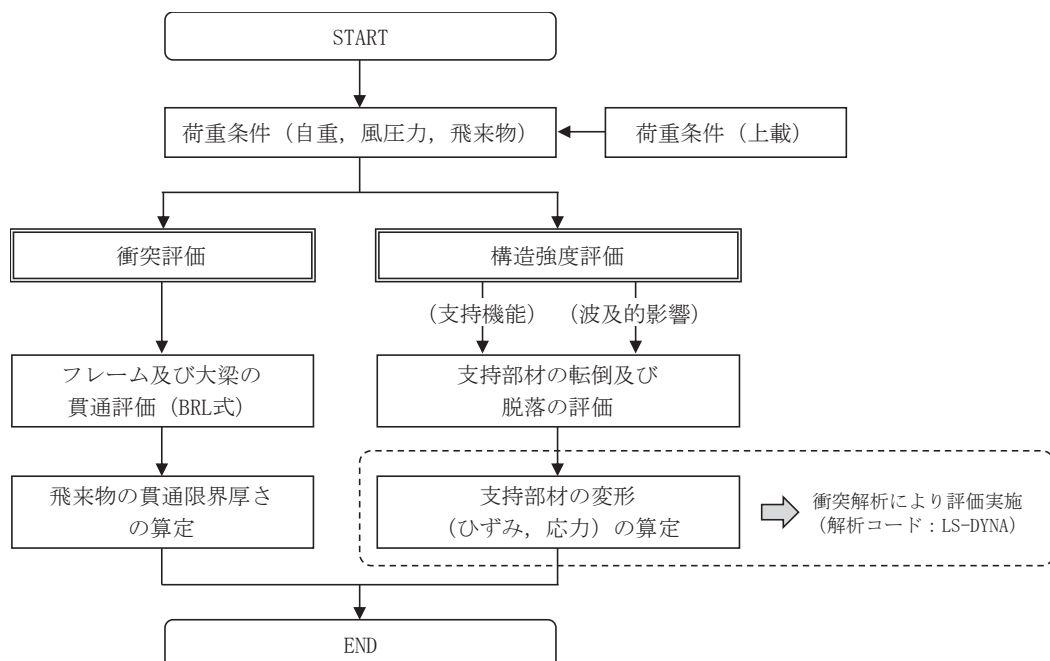 START
荷重条件（自重，風圧力，飛来物）
荷重条件（上載）
衝突評価
構造強度評価
（支持機能）
（波及的影響）
フレーム及び大梁の
貫通評価（BRL式）
支持部材の転倒及び
脱落の評価
飛来物の貫通限界厚さ
の算定
支持部材の変形
（ひずみ，応力）の算定
衝突解析により評価実施
（解析コード：LS-DYNA）
END